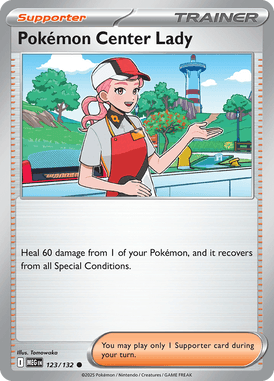 Supporter
TRAINER
Pokémon Center Lady
Heal 60 damage from 1 of your Pokémon, and it recovers
from all Special Conditions.
Illus. Tomowaka
I MEG EN 123/132
You may play only 1 Supporter card during
your turn.
©2025 Pokémon / Nintendo / Creatures / GAME FREAK